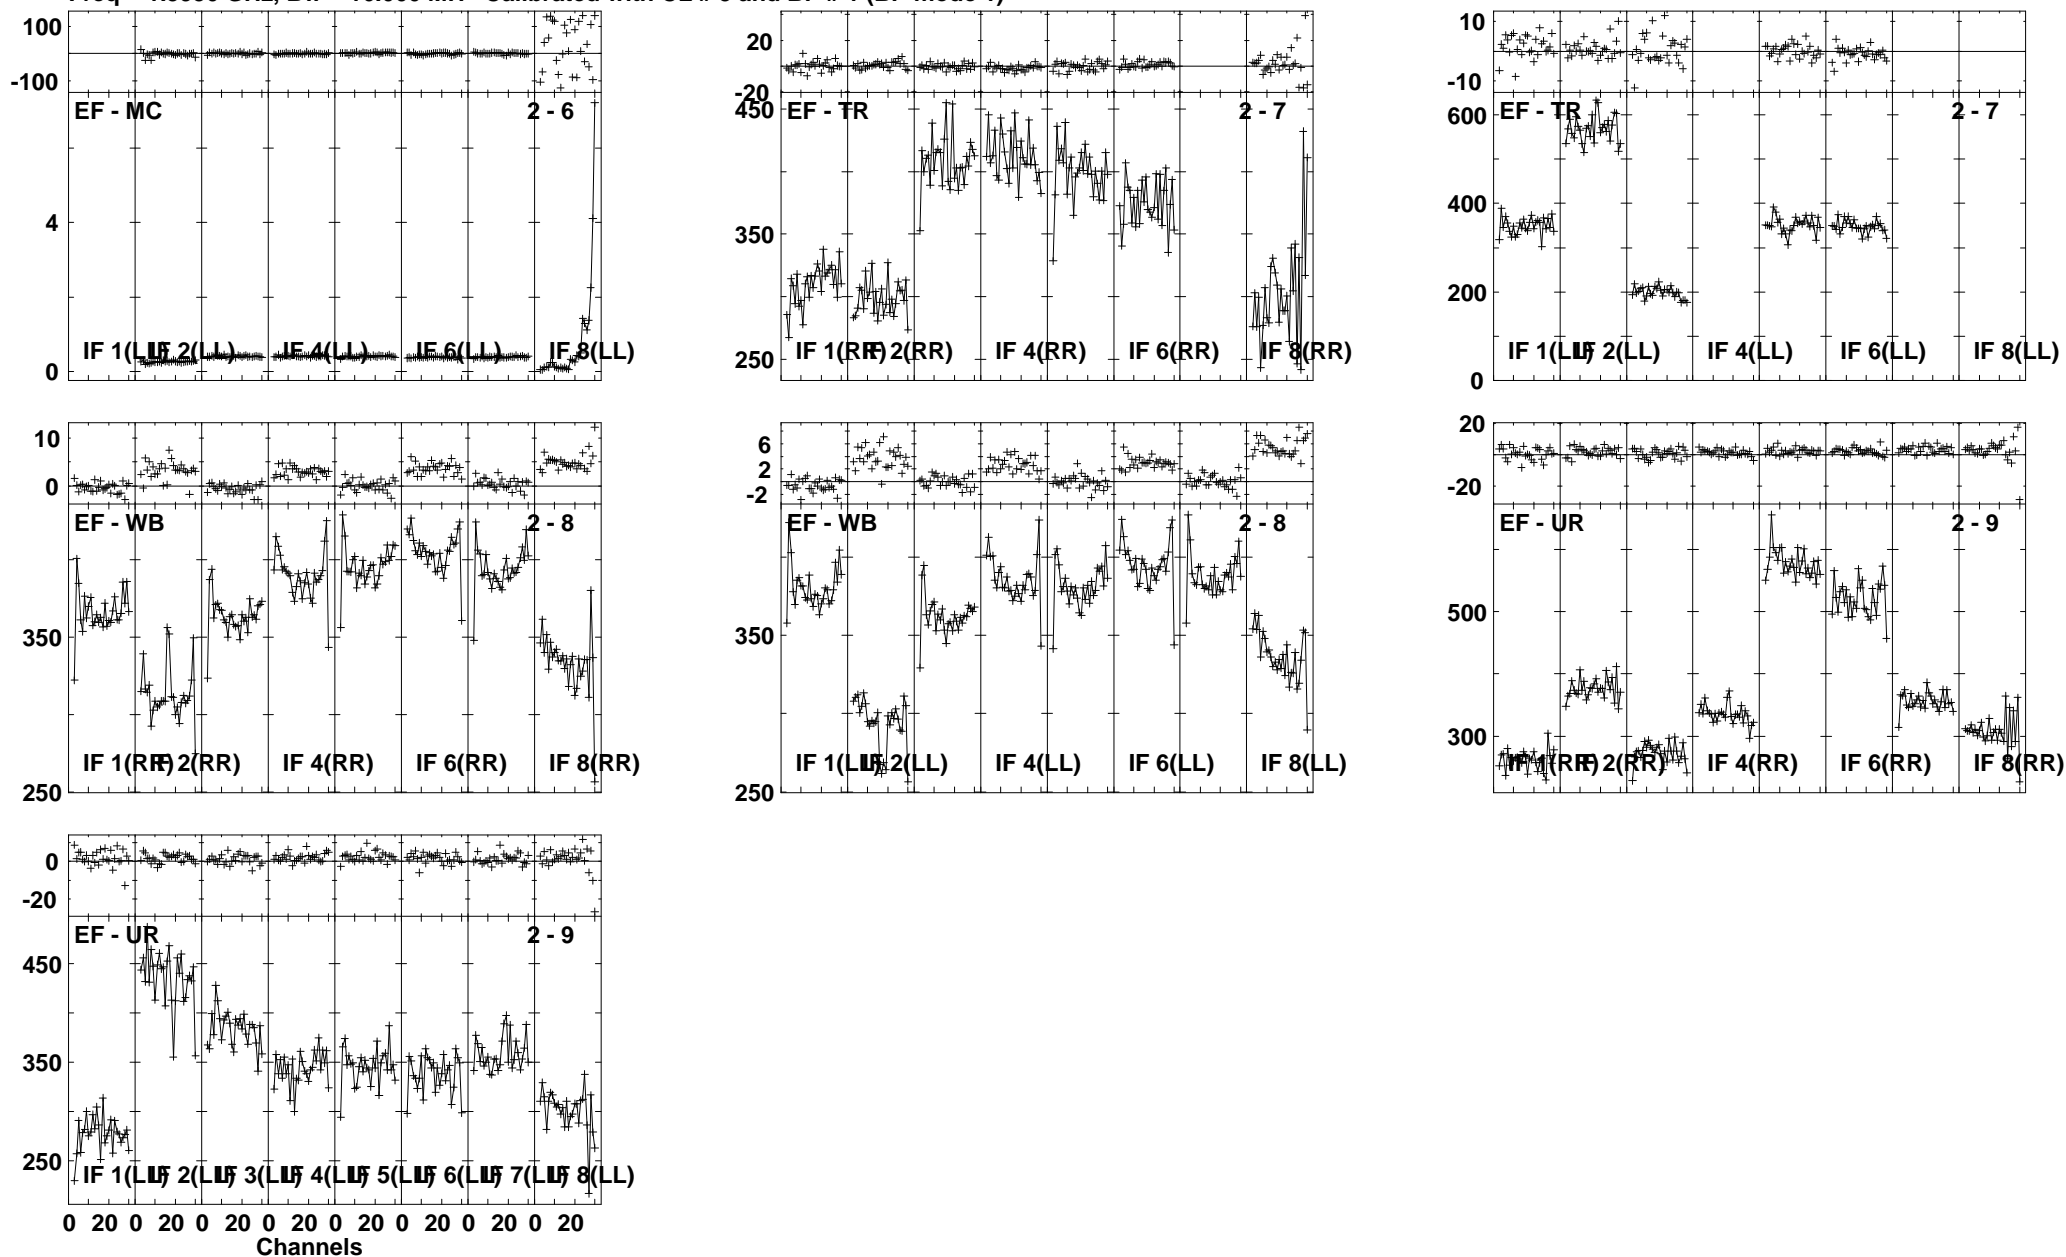 100
0
-100
EF - MC
2 - 6
4
0
IF 1(LL)
IF 2(LL)
IF 4(LL)
IF 6(LL)
IF 8(LL)
20
0
-20
450
EF - TR
2 - 7
350
250
IF 1(RR)
IF 2(RR)
IF 4(RR)
IF 6(RR)
IF 8(RR)
10
0
-10
600
EF - TR
2 - 7
400
200
0
IF 1(LL)
IF 2(LL)
IF 4(LL)
IF 6(LL)
IF 8(LL)
10
0
EF - WB
2 - 8
350
250
IF 1(RR)
IF 2(RR)
IF 4(RR)
IF 6(RR)
IF 8(RR)
6
2
-2
EF - WB
2 - 8
350
250
IF 1(LL)
IF 2(LL)
IF 4(LL)
IF 6(LL)
IF 8(LL)
20
0
-20
EF - UR
2 - 9
500
300
IF 1(RR)
IF 2(RR)
IF 4(RR)
IF 6(RR)
IF 8(RR)
0
-20
EF - UR
2 - 9
450
350
250
IF 1(LL)
IF 2(LL)
IF 3(LL)
IF 4(LL)
IF 5(LL)
IF 6(LL)
IF 7(LL)
IF 8(LL)
0 20 0 20 0 20 0 20 0 20 0 20 0 20 0 20
Channels